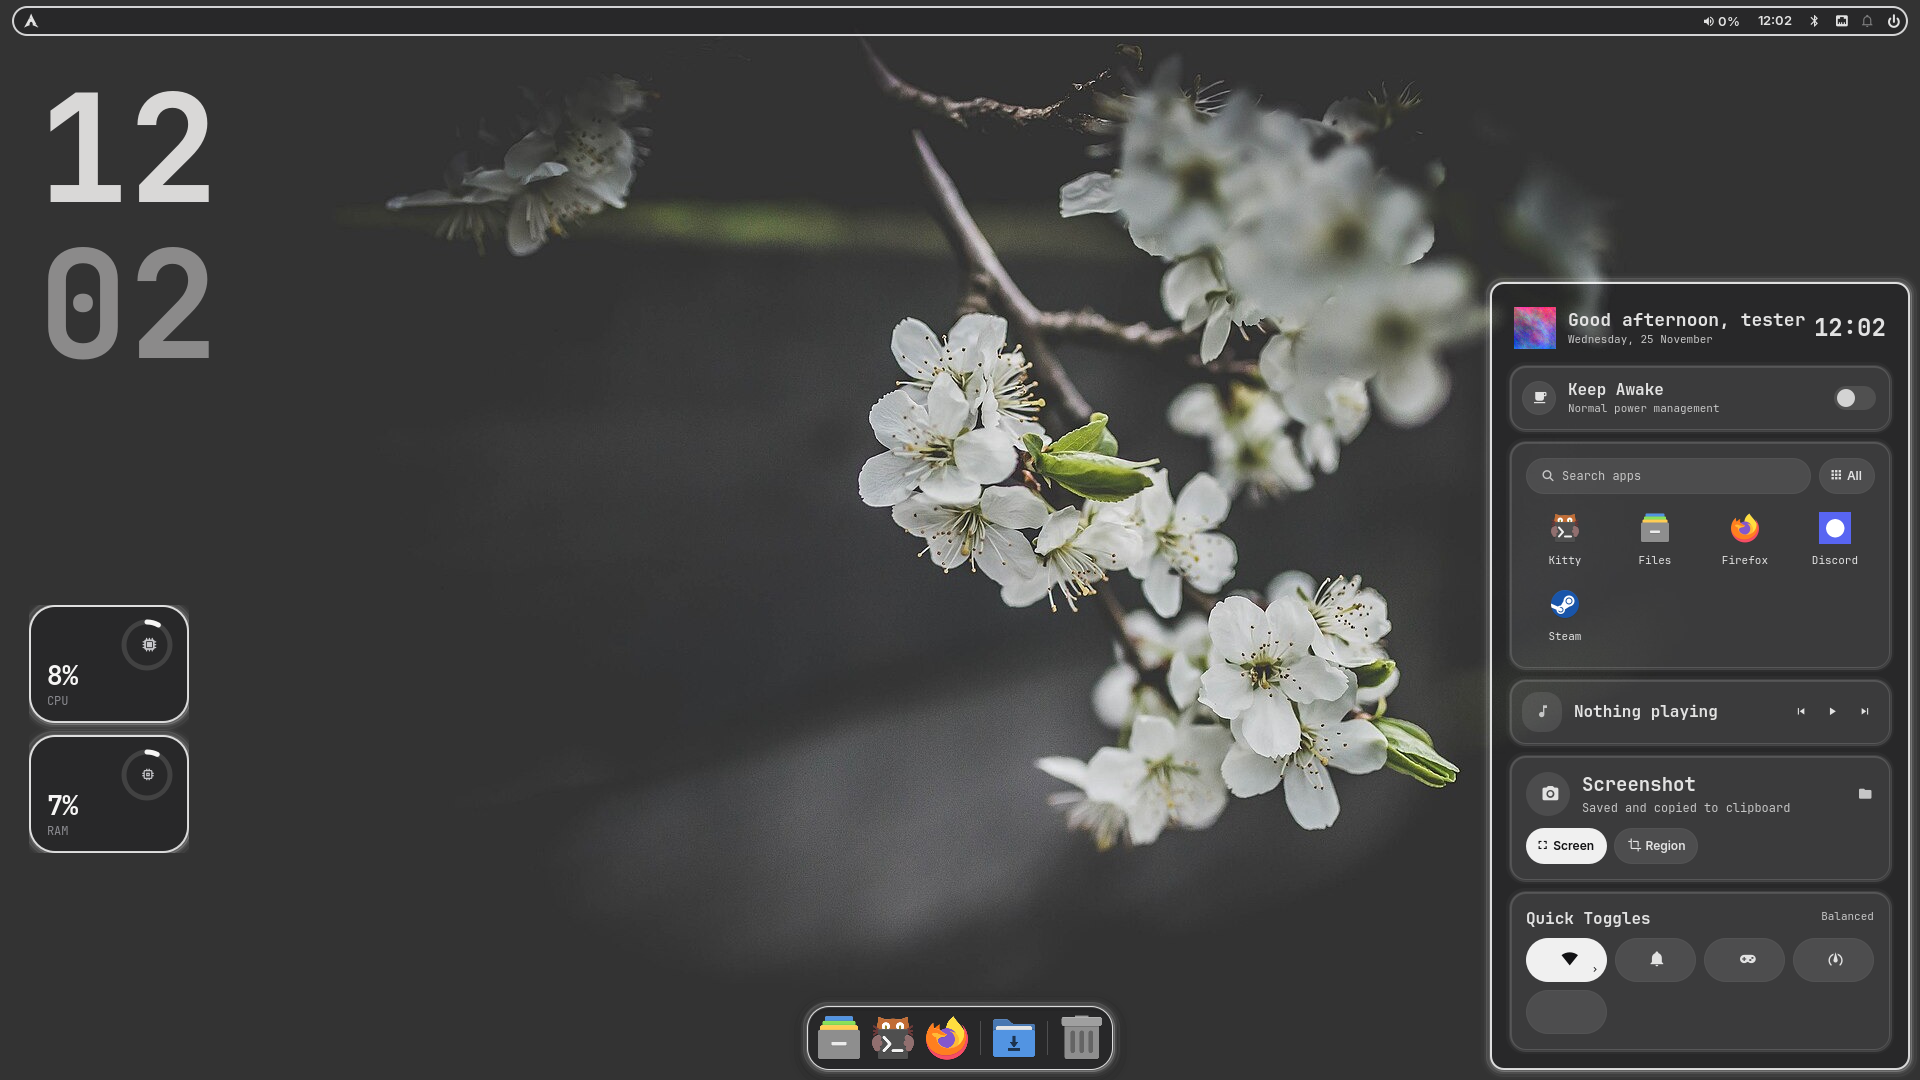 0%
12:02
12
02
8%
CPU
7%
RAM
Good afternoon, tester
Wednesday, 25 November
12:02
Keep Awake
Normal power management
Search apps
All
Kitty
Files
Firefox
Discord
Steam
Nothing playing
Screenshot
Saved and copied to clipboard
Screen
Region
Quick Toggles
Balanced